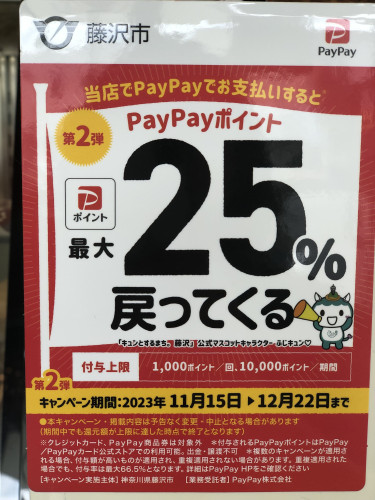 藤沢市
PayPay
当店でPayPayでお支払いすると
第2弾
PayPayポイント
ポイント
最大
25%
戻ってくる
「キュンとするまち。藤沢」公式マスコットキャラクター ふじキュン♡
付与上限 1,000ポイント/回、10,000ポイント/期間
第2弾
キャンペーン期間:2023年 11月15日 12月22日まで
●本キャンペーン・掲載内容は予告なく変更・中止となる場合があります
(期間中でも還元額が上限に達した時点で終了となります)
※クレジットカード、PayPay商品券は対象外 ※付与されるPayPayポイントはPayPay
/PayPayカード公式ストアでの利用可能。出金・譲渡不可 ※複数のキャンペーンが適用さ
れる場合、付与額が高いものが適用され、重複適用されない場合があります。重複適用された
場合でも、付与率は最大66.5%となります。詳細はPayPay HPをご確認ください
【キャンペーン実施主体】神奈川県藤沢市 【業務受託者】PayPay株式会社